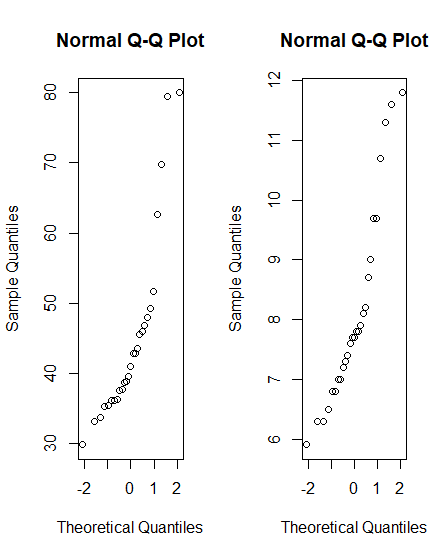 Normal Q-Q Plot
Normal Q-Q Plot
Sample Quantiles
80
70
60
50
40
30
-2 0 1 2
Theoretical Quantiles
Sample Quantiles
12
11
10
9
8
7
6
-2 0 1 2
Theoretical Quantiles